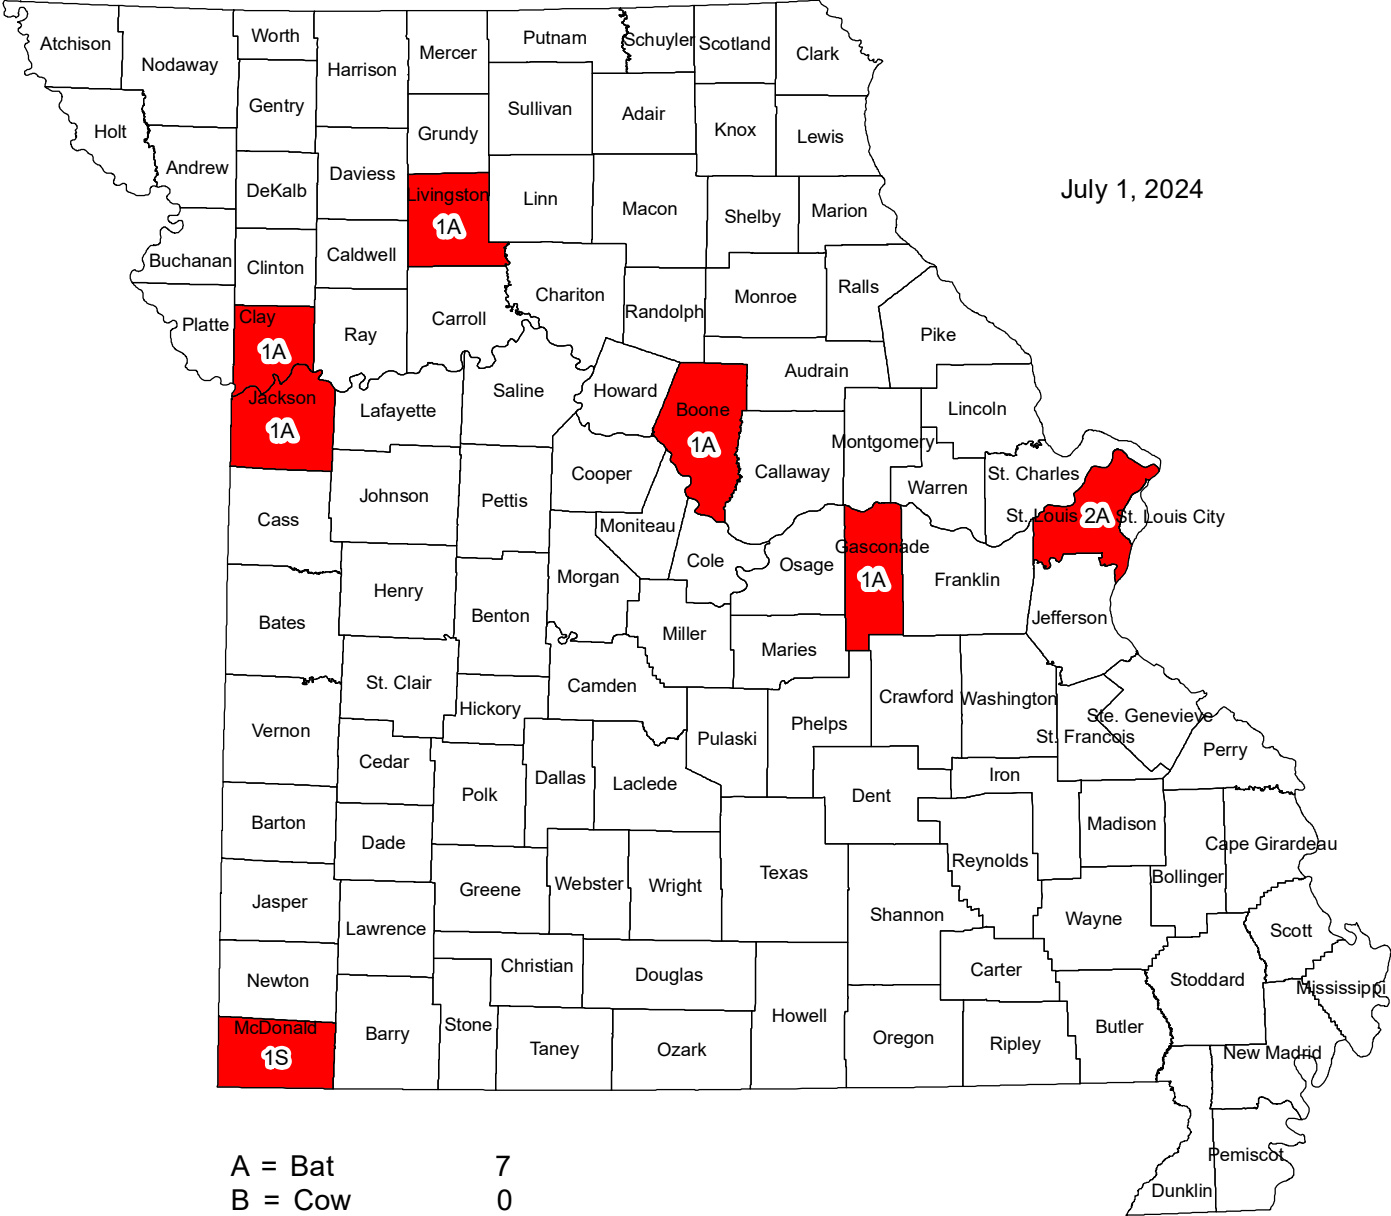 Atchison
Nodaway
Worth
Harrison
Mercer
Putnam
Schuyler
Scotland
Clark
Gentry
Sullivan
Adair
Knox
Lewis
Holt
Grundy
Andrew
DeKalb
Daviess
Livingston
1A
Linn
Macon
Shelby
Marion
July 1, 2024
Buchanan
Clinton
Caldwell
Chariton
Randolph
Monroe
Ralls
Platte
Clay
1A
Ray
Carroll
Pike
Jackson
1A
Lafayette
Saline
Howard
Boone
1A
Audrain
Lincoln
Montgomery
Callaway
Cooper
Warren
St. Charles
Johnson
Pettis
Cass
Moniteau
St. Louis
2A
St. Louis City
Cole
Osage
Gasconade
1A
Franklin
Morgan
Henry
Benton
Bates
Miller
Maries
Jefferson
St. Clair
Camden
Hickory
Crawford
Washington
Ste. Genevieve
St. Francois
Vernon
Pulaski
Phelps
Perry
Cedar
Dallas
Laclede
Iron
Polk
Dent
Barton
Dade
Madison
Cape Girardeau
Reynolds
Bollinger
Texas
Greene
Webster
Wright
Jasper
Lawrence
Shannon
Wayne
Scott
Christian
Douglas
Carter
Stoddard
Mississippi
Newton
McDonald
1S
Barry
Stone
Taney
Ozark
Howell
Oregon
Ripley
Butler
New Madrid
Pemiscot
Dunklin
A = Bat 7
B = Cow 0